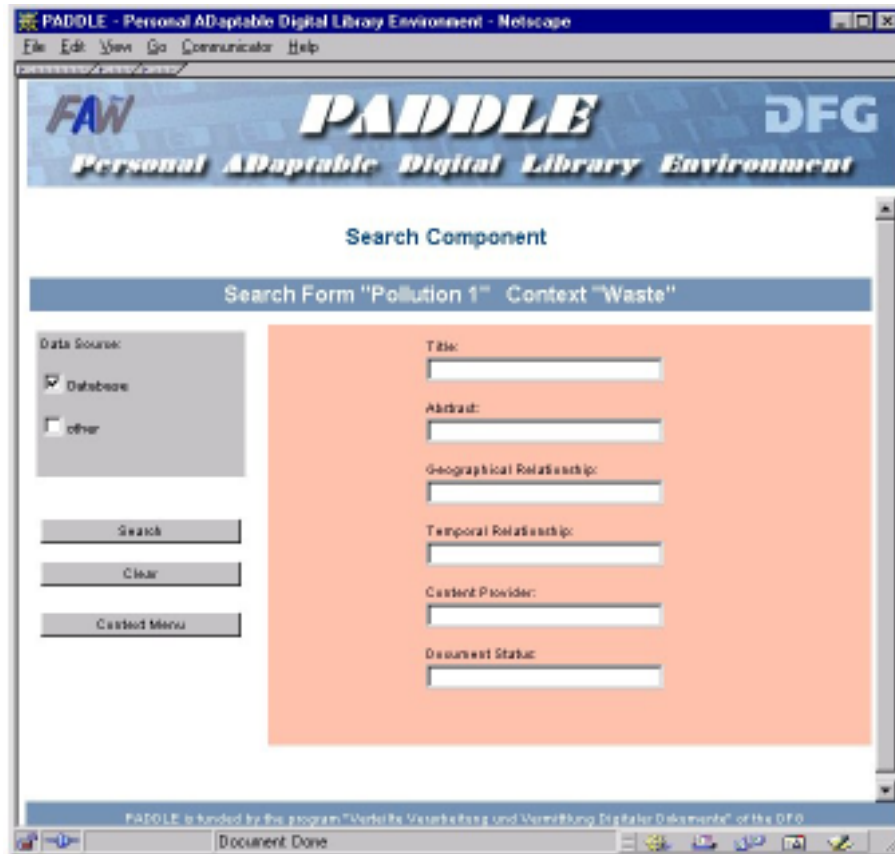 PADDLE - Personal ADaptable Digital Library Environment - Netscape
File Edit View Go Communicator Help
FAW PADDLE DFG
Personal ADaptable Digital Library Environment
Search Component
Search Form "Pollution 1" Context "Waste"
Data Source:
Database
other
Search
Clear
Context Menu
Title:
Abstract:
Geographical Relationship:
Temporal Relationship:
Content Provider:
Document Status:
PADDLE is funded by the program "Verteilte Verarbeitung und Vermittlung Digitaler Dokumente" of the DFG
Document Done